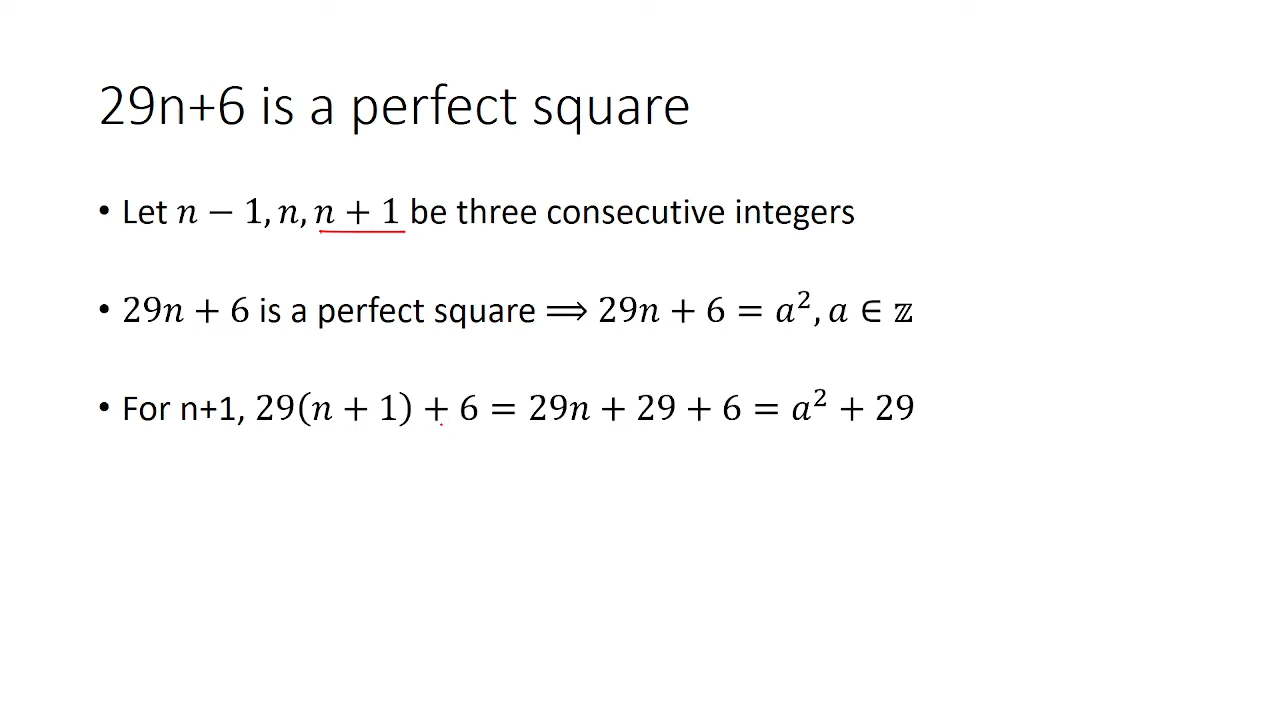 29n+6 is a perfect square
• Let 𝑛 − 1, 𝑛, 𝑛 + 1 be three consecutive integers
• 29𝑛 + 6 is a perfect square ⟹ 29𝑛 + 6 = 𝑎², 𝑎 ∈ ℤ
• For n+1, 29(𝑛 + 1) + 6 = 29𝑛 + 29 + 6 = 𝑎² + 29